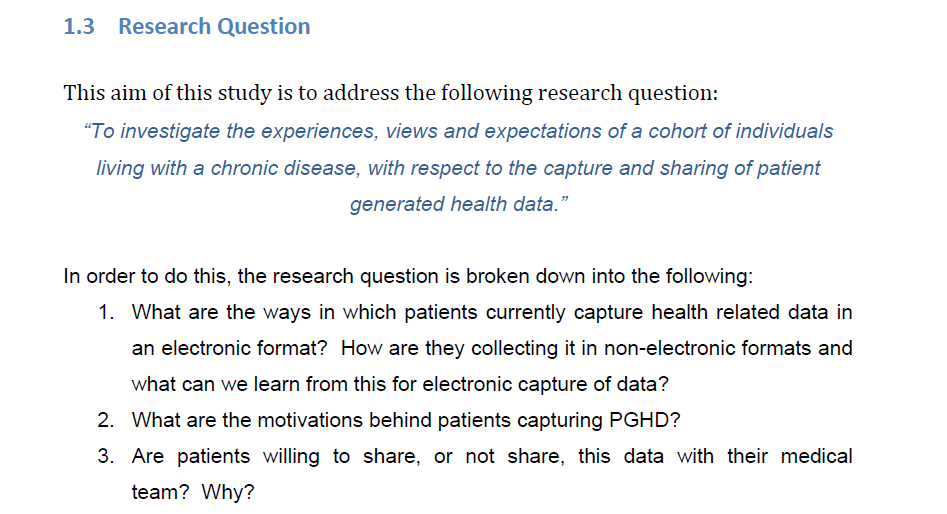 1.3 Research Question
This aim of this study is to address the following research question:
“To investigate the experiences, views and expectations of a cohort of individuals
living with a chronic disease, with respect to the capture and sharing of patient
generated health data.”
In order to do this, the research question is broken down into the following:
1. What are the ways in which patients currently capture health related data in
an electronic format? How are they collecting it in non-electronic formats and
what can we learn from this for electronic capture of data?
2. What are the motivations behind patients capturing PGHD?
3. Are patients willing to share, or not share, this data with their medical
team? Why?